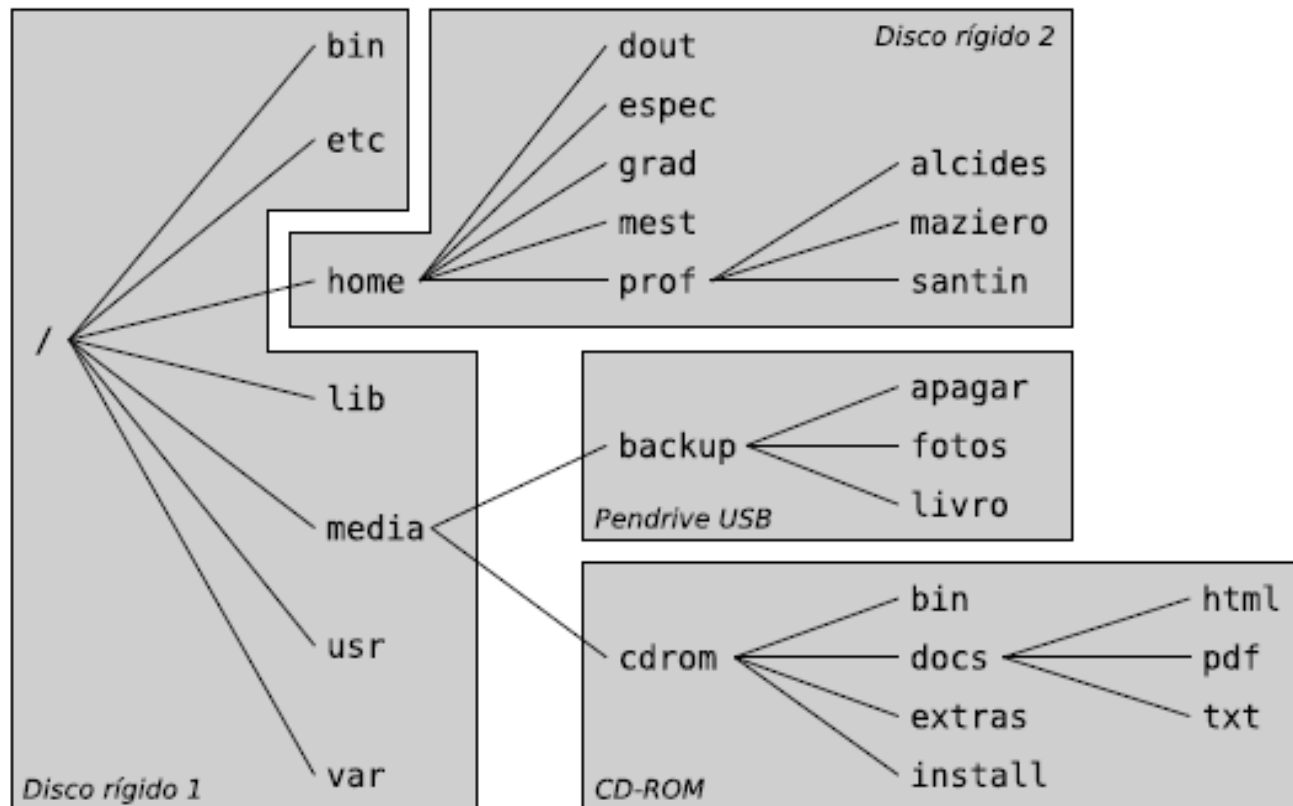 bin
etc
/
home
lib
media
usr
var
Disco rígido 1
Disco rígido 2
dout
espec
grad
mest
prof
alcides
maziero
santin
backup
apagar
fotos
livro
Pendrive USB
cdrom
bin
docs
extras
install
html
pdf
txt
CD-ROM